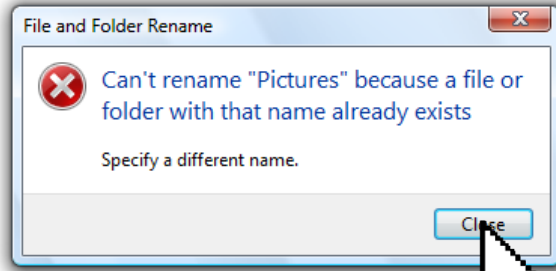 File and Folder Rename
Can't rename "Pictures" because a file or
folder with that name already exists
Specify a different name.
Close